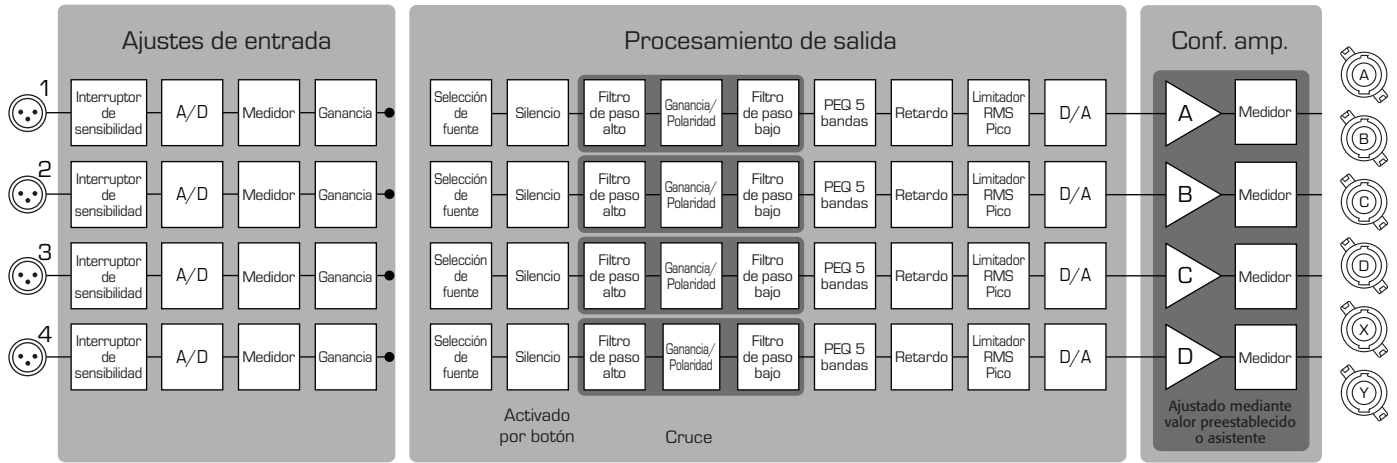 Ajustes de entrada
Procesamiento de salida
Conf. amp.
1
Interruptor
de
sensibilidad
A/D
Medidor
Ganancia
Selección
de
fuente
Silencio
Filtro
de paso
alto
Ganancia/
Polaridad
Filtro
de paso
bajo
PEQ 5
bandas
Retardo
Limitador
RMS
Pico
D/A
A
Medidor
A
2
Interruptor
de
sensibilidad
A/D
Medidor
Ganancia
Selección
de
fuente
Silencio
Filtro
de paso
alto
Ganancia/
Polaridad
Filtro
de paso
bajo
PEQ 5
bandas
Retardo
Limitador
RMS
Pico
D/A
B
Medidor
B
C
3
Interruptor
de
sensibilidad
A/D
Medidor
Ganancia
Selección
de
fuente
Silencio
Filtro
de paso
alto
Ganancia/
Polaridad
Filtro
de paso
bajo
PEQ 5
bandas
Retardo
Limitador
RMS
Pico
D/A
C
Medidor
D
4
Interruptor
de
sensibilidad
A/D
Medidor
Ganancia
Selección
de
fuente
Silencio
Filtro
de paso
alto
Ganancia/
Polaridad
Filtro
de paso
bajo
PEQ 5
bandas
Retardo
Limitador
RMS
Pico
D/A
D
Medidor
X
Y
Activado
por botón
Cruce
Ajustado mediante
valor preestablecido
o asistente